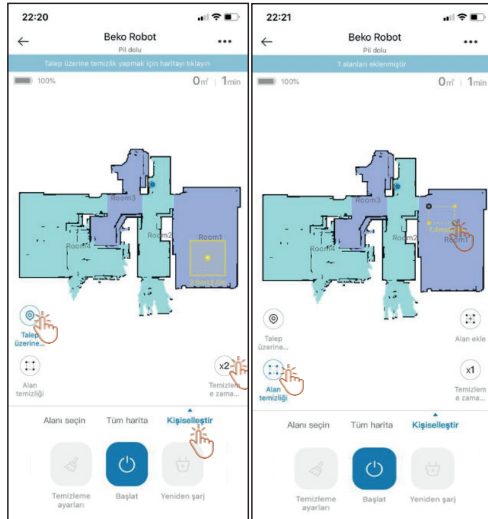 22:20
Beko Robot
Pil dolu
Talep üzerine temizlik yapmak için haritayı tıklayın
100%
0㎡ 1min
Room3
Room2
Room1
Room4
Talep
üzerine...
Alan
temizliği
x2
Temizlem
e zama...
Alanı seçin
Tüm harita
Kişiselleştir
Temizleme
ayarları
Başlat
Yeniden şarj
22:21
Beko Robot
Pil dolu
1 alanları eklenmiştir
100%
0㎡ 1min
Room3
Room2
Room1
Room4
Talep
üzerine...
Alan ekle
Alan
temizliği
x1
Temizlem
e zama...
Alanı seçin
Tüm harita
Kişiselleştir
Temizleme
ayarları
Başlat
Yeniden şarj